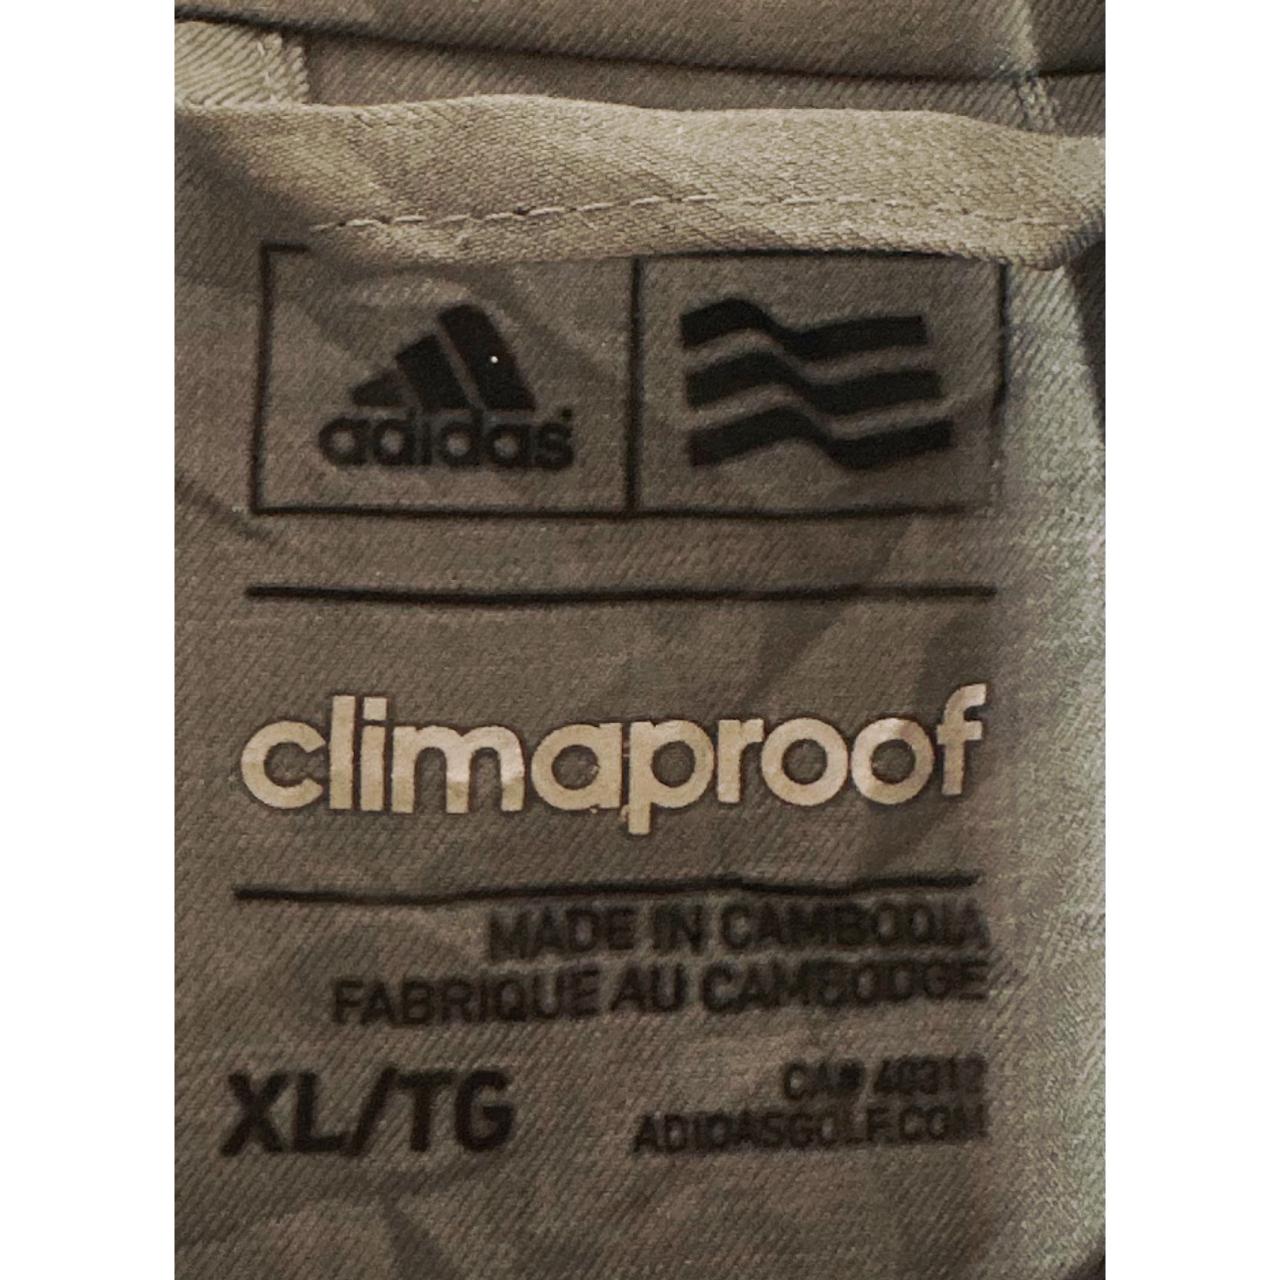 adidas
climaproof
MADE IN CAMBODIA
FABRIQUE AU CAMBODGE
XL/TG
CA# 40312
ADIDASGOLF.COM